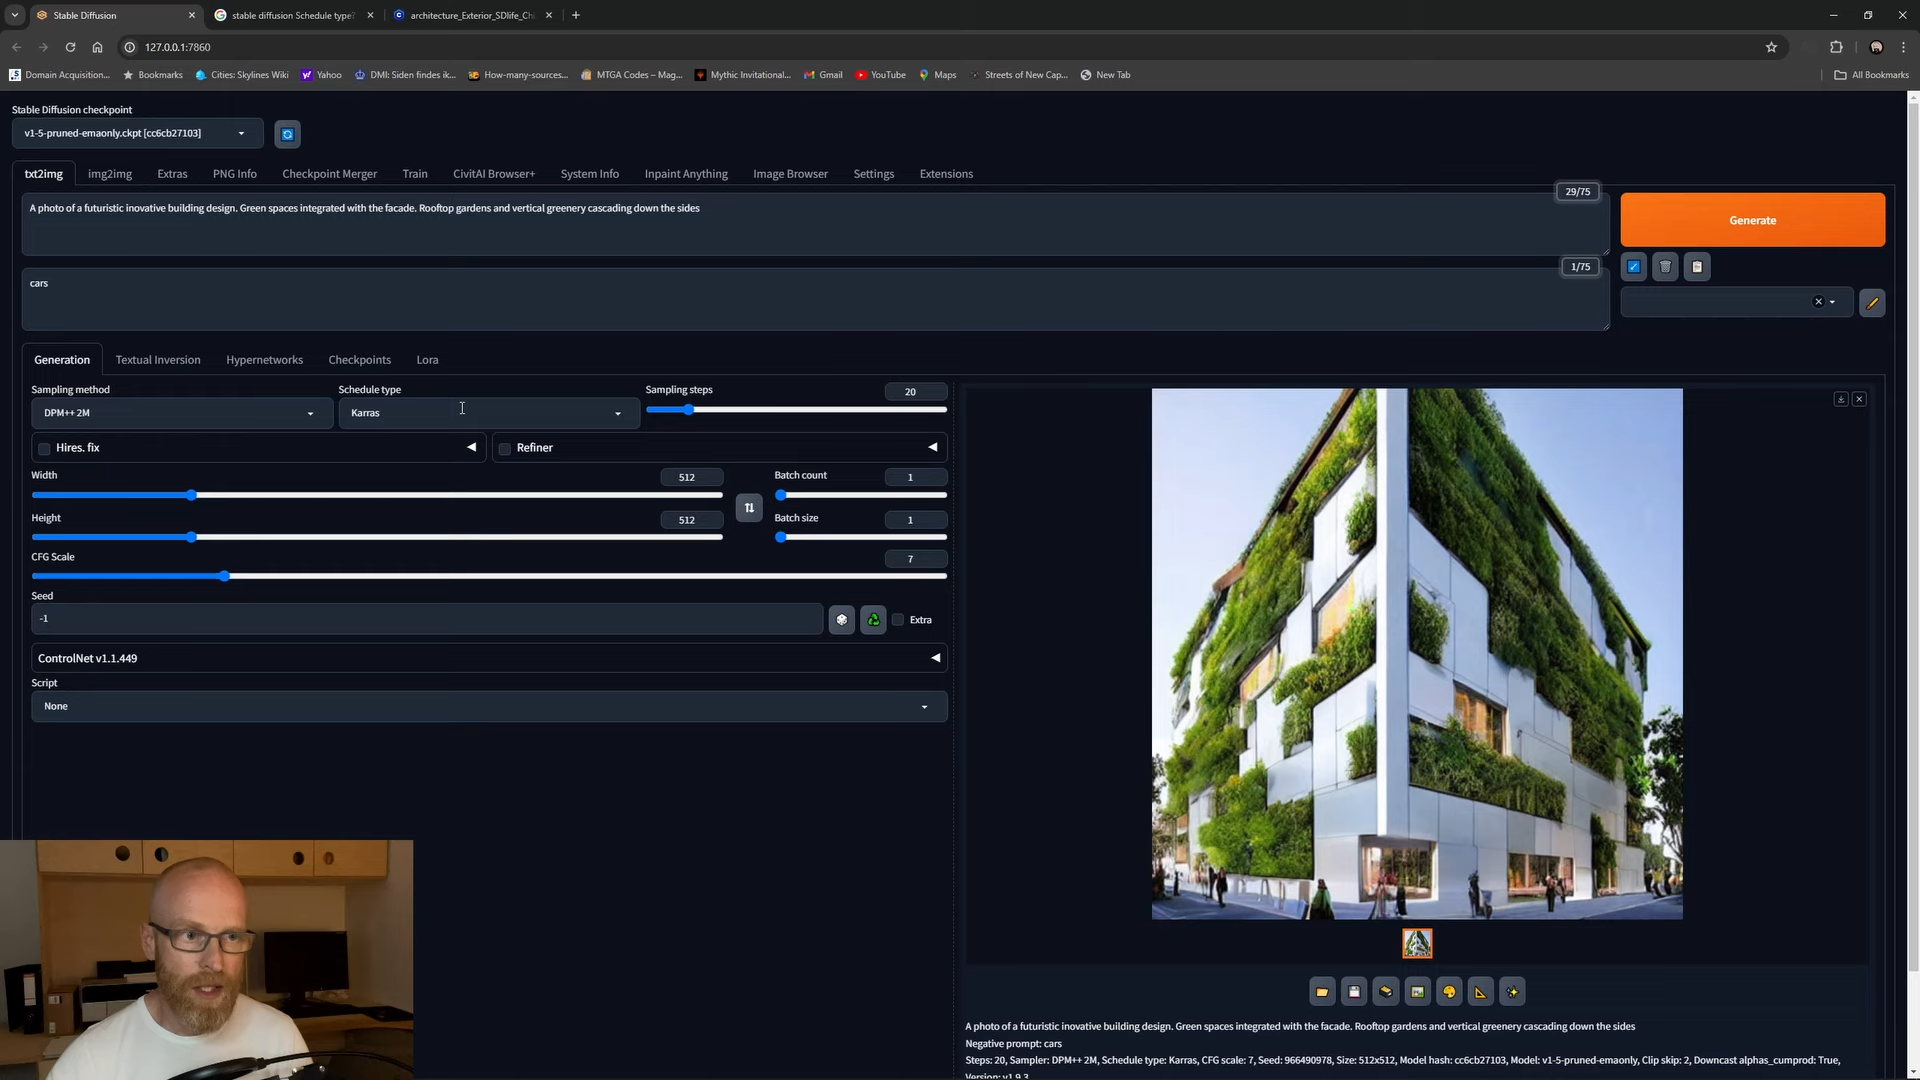 Stable Diffusion
stable diffusion Schedule type?
architecture_Exterior_SDlife_Chi
127.0.0.1:7860
Domain Acquisition...
Bookmarks
Cities: Skylines Wiki
Yahoo
DMI: Siden findes ik...
How-many-sources...
MTGA Codes – Mag...
Mythic Invitational...
Gmail
YouTube
Maps
Streets of New Cap...
New Tab
All Bookmarks
Stable Diffusion checkpoint
v1-5-pruned-emaonly.ckpt [cc6cb27103]
txt2img
img2img
Extras
PNG Info
Checkpoint Merger
Train
CivitAI Browser+
System Info
Inpaint Anything
Image Browser
Settings
Extensions
29/75
A photo of a futuristic inovative building design. Green spaces integrated with the facade. Rooftop gardens and vertical greenery cascading down the sides
Generate
1/75
cars
Generation
Textual Inversion
Hypernetworks
Checkpoints
Lora
Sampling method
Schedule type
Sampling steps
20
DPM++ 2M
Karras
Hires. fix
Refiner
Width
512
Batch count
1
Height
512
Batch size
1
CFG Scale
7
Seed
-1
Extra
ControlNet v1.1.449
Script
None
A photo of a futuristic inovative building design. Green spaces integrated with the facade. Rooftop gardens and vertical greenery cascading down the sides
Negative prompt: cars
Steps: 20, Sampler: DPM++ 2M, Schedule type: Karras, CFG scale: 7, Seed: 966490978, Size: 512x512, Model hash: cc6cb27103, Model: v1-5-pruned-emaonly, Clip skip: 2, Downcast alphas_cumprod: True,
Version: v1.9.3